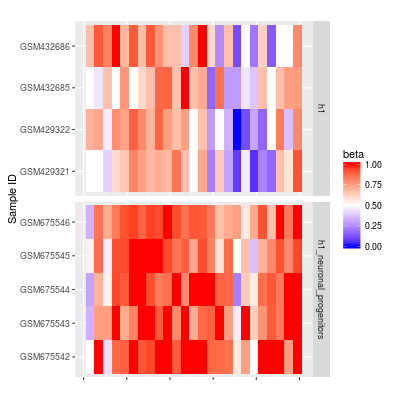 GSM432686
GSM432685
GSM429322
GSM429321
h1
GSM675546
GSM675545
GSM675544
GSM675543
GSM675542
h1_neuronal_progenitors
Sample ID
beta
1.00
0.75
0.50
0.25
0.00